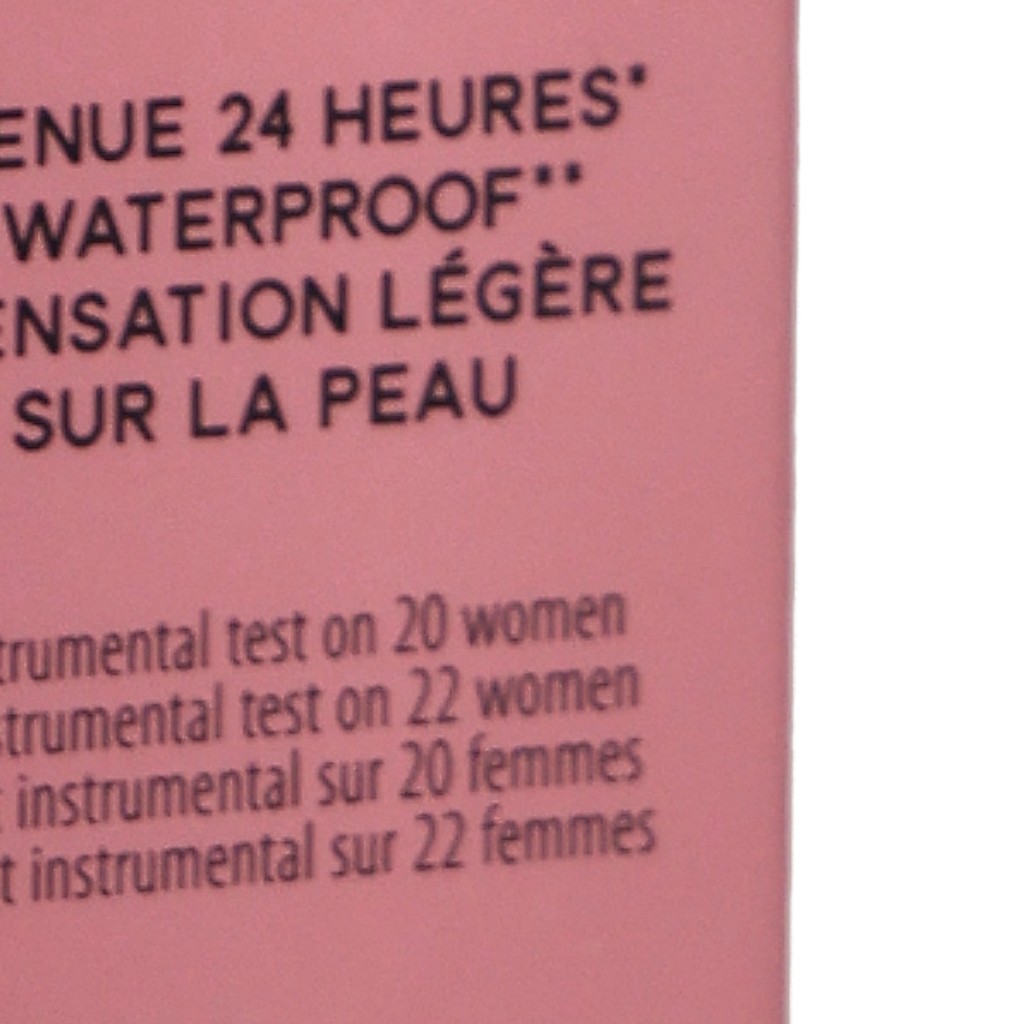 ENUE 24 HEURES*
WATERPROOF**
ENSATION LÉGÈRE
SUR LA PEAU
trumental test on 20 women
strumental test on 22 women
t instrumental sur 20 femmes
t instrumental sur 22 femmes